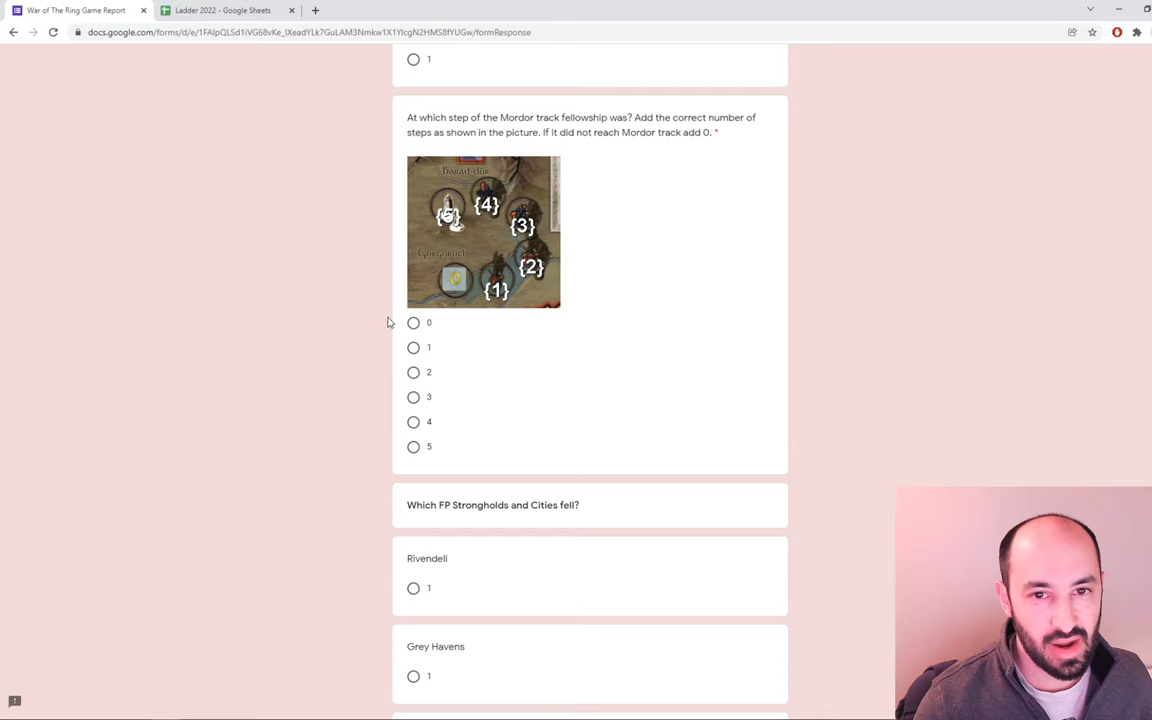 War of The Ring Game Report
Ladder 2022 - Google Sheets
docs.google.com/forms/d/e/1FAIpQLSd1iVG68vKe_lXeadYLk7GuLAM3Nmkw1X1YlcgN2HMS8fYUGw/formResponse
1
At which step of the Mordor track fellowship was? Add the correct number of
steps as shown in the picture. If it did not reach Mordor track add 0. *
Barad-dûr
{5}
{4}
{3}
Gorgoroth
{2}
{1}
0
1
2
3
4
5
Which FP Strongholds and Cities fell?
Rivendell
1
Grey Havens
1